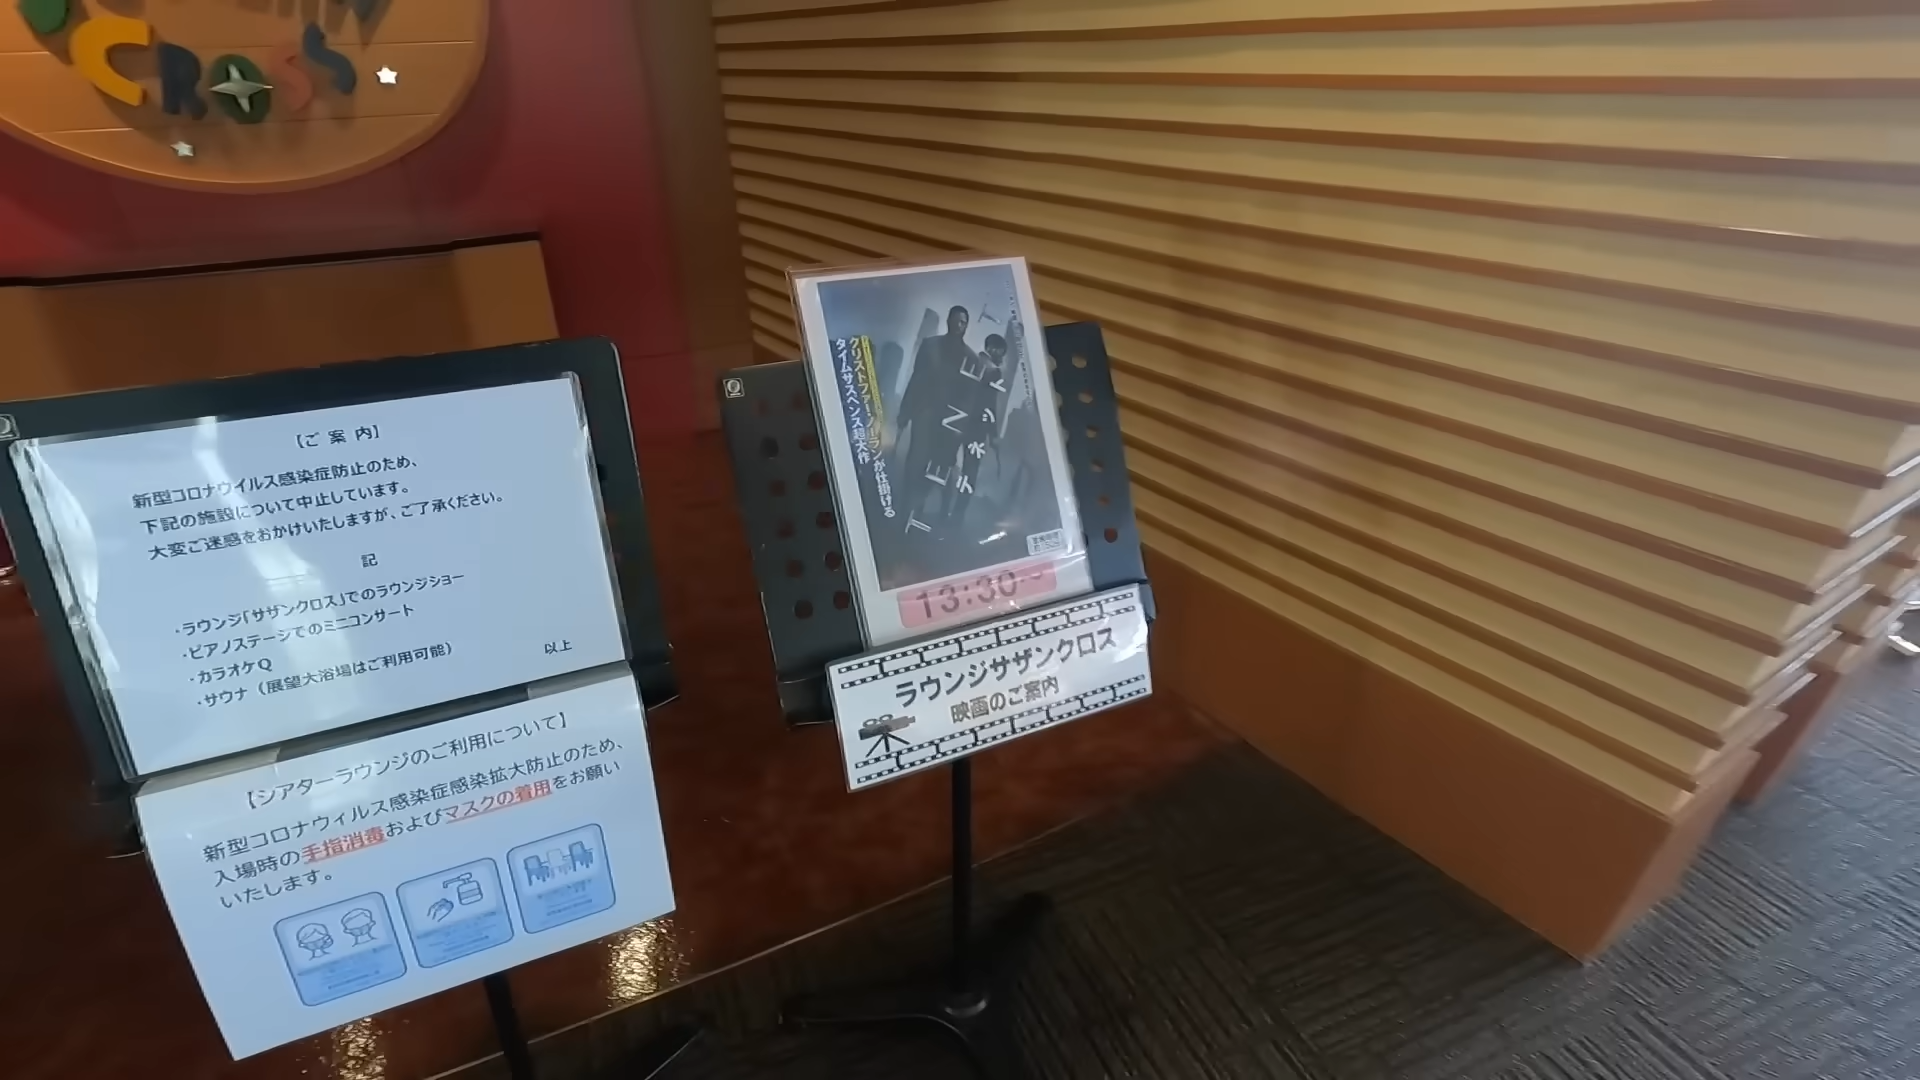 CROSS
【ご案内】
新型コロナウイルス感染症防止のため、
下記の施設について中止しています。
大変ご迷惑をおかけいたしますが、ご了承ください。
記
・ラウンジ「サザンクロス」でのラウンジショー
・ピアノステージでのミニコンサート
・カラオケQ
・サウナ（展望大浴場はご利用可能）
以上
【シアターラウンジのご利用について】
新型コロナウィルス感染症感染拡大防止のため、
入場時の手指消毒およびマスクの着用をお願い
いたします。
クリストファー・ノーランが仕掛ける
タイムサスペンス超大作
TENET
テネット
13:30～
ラウンジサザンクロス
映画のご案内